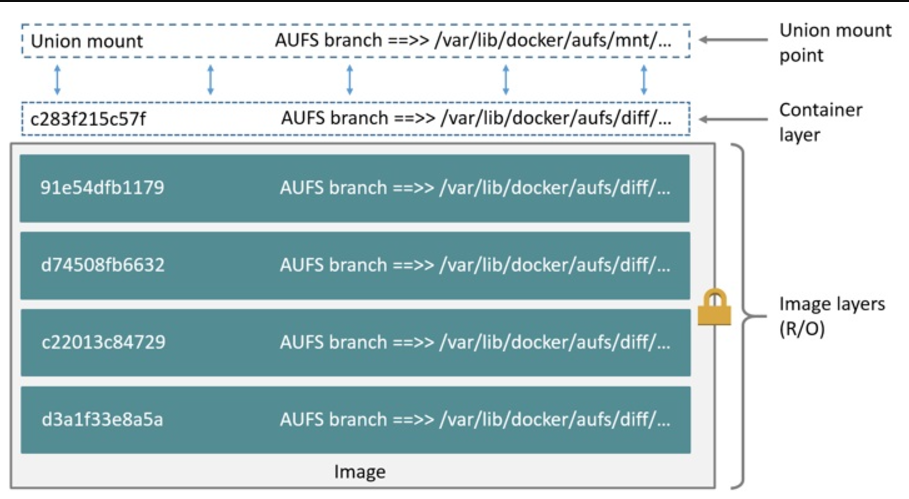 Union mount AUFS branch ==>> /var/lib/docker/aufs/mnt/...
Union mount
point
c283f215c57f AUFS branch ==>> /var/lib/docker/aufs/diff/...
Container
layer
91e54dfb1179 AUFS branch ==>> /var/lib/docker/aufs/diff/...
d74508fb6632 AUFS branch ==>> /var/lib/docker/aufs/diff/...
c22013c84729 AUFS branch ==>> /var/lib/docker/aufs/diff/...
d3a1f33e8a5a AUFS branch ==>> /var/lib/docker/aufs/diff/...
Image layers
(R/O)
Image